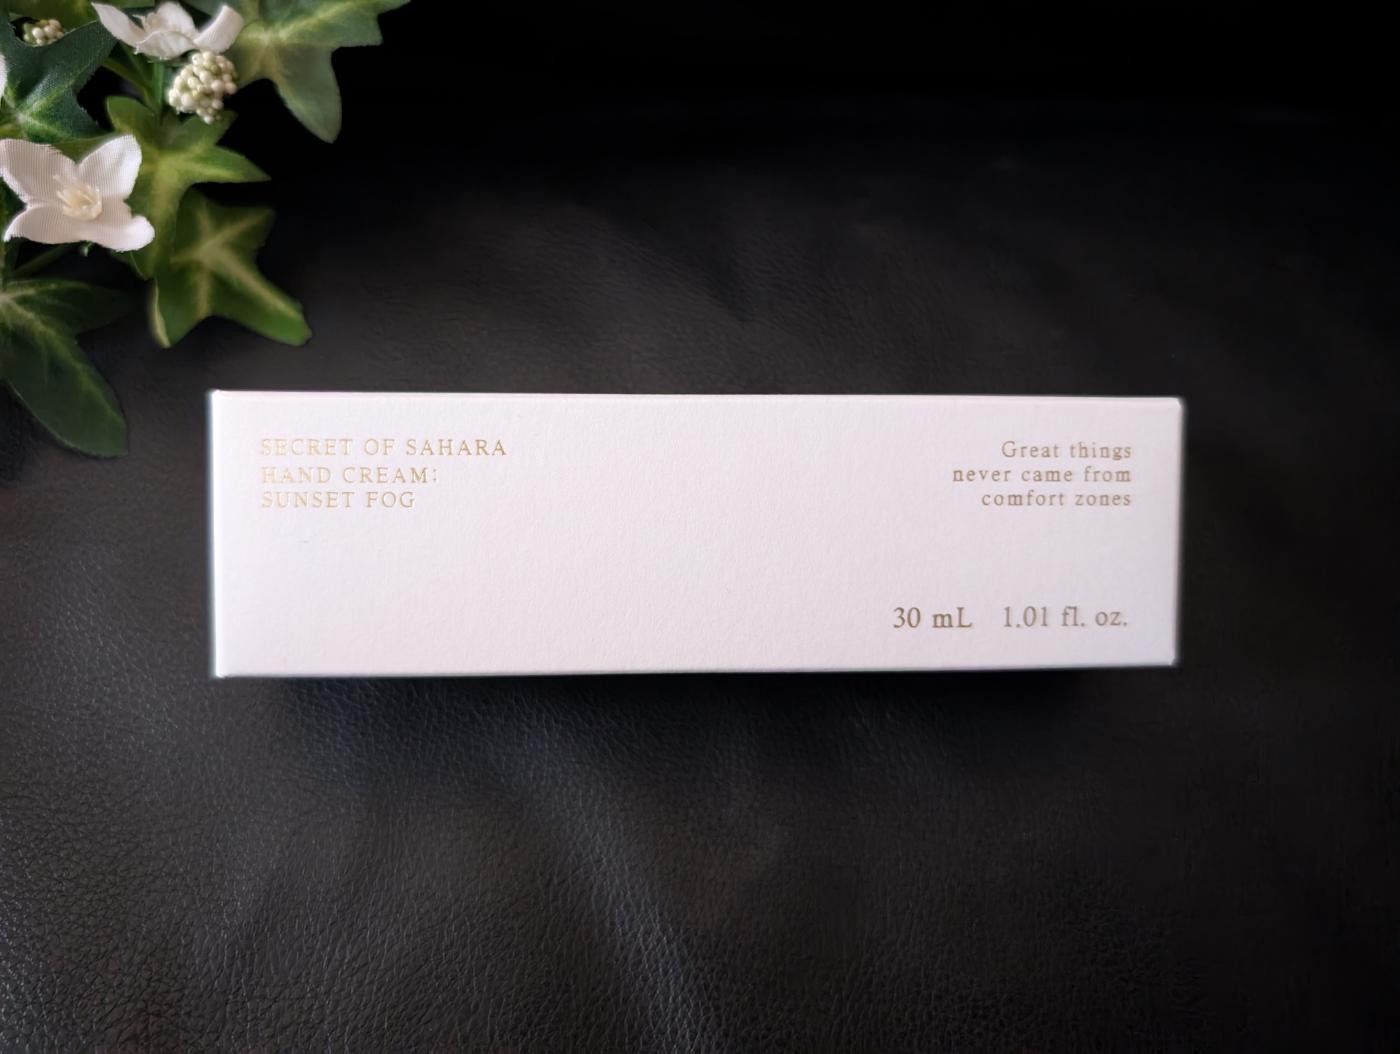 SECRET OF SAHARA
HAND CREAM:
SUNSET FOG
Great things
never came from
comfort zones
30 mL 1.01 fl. oz.